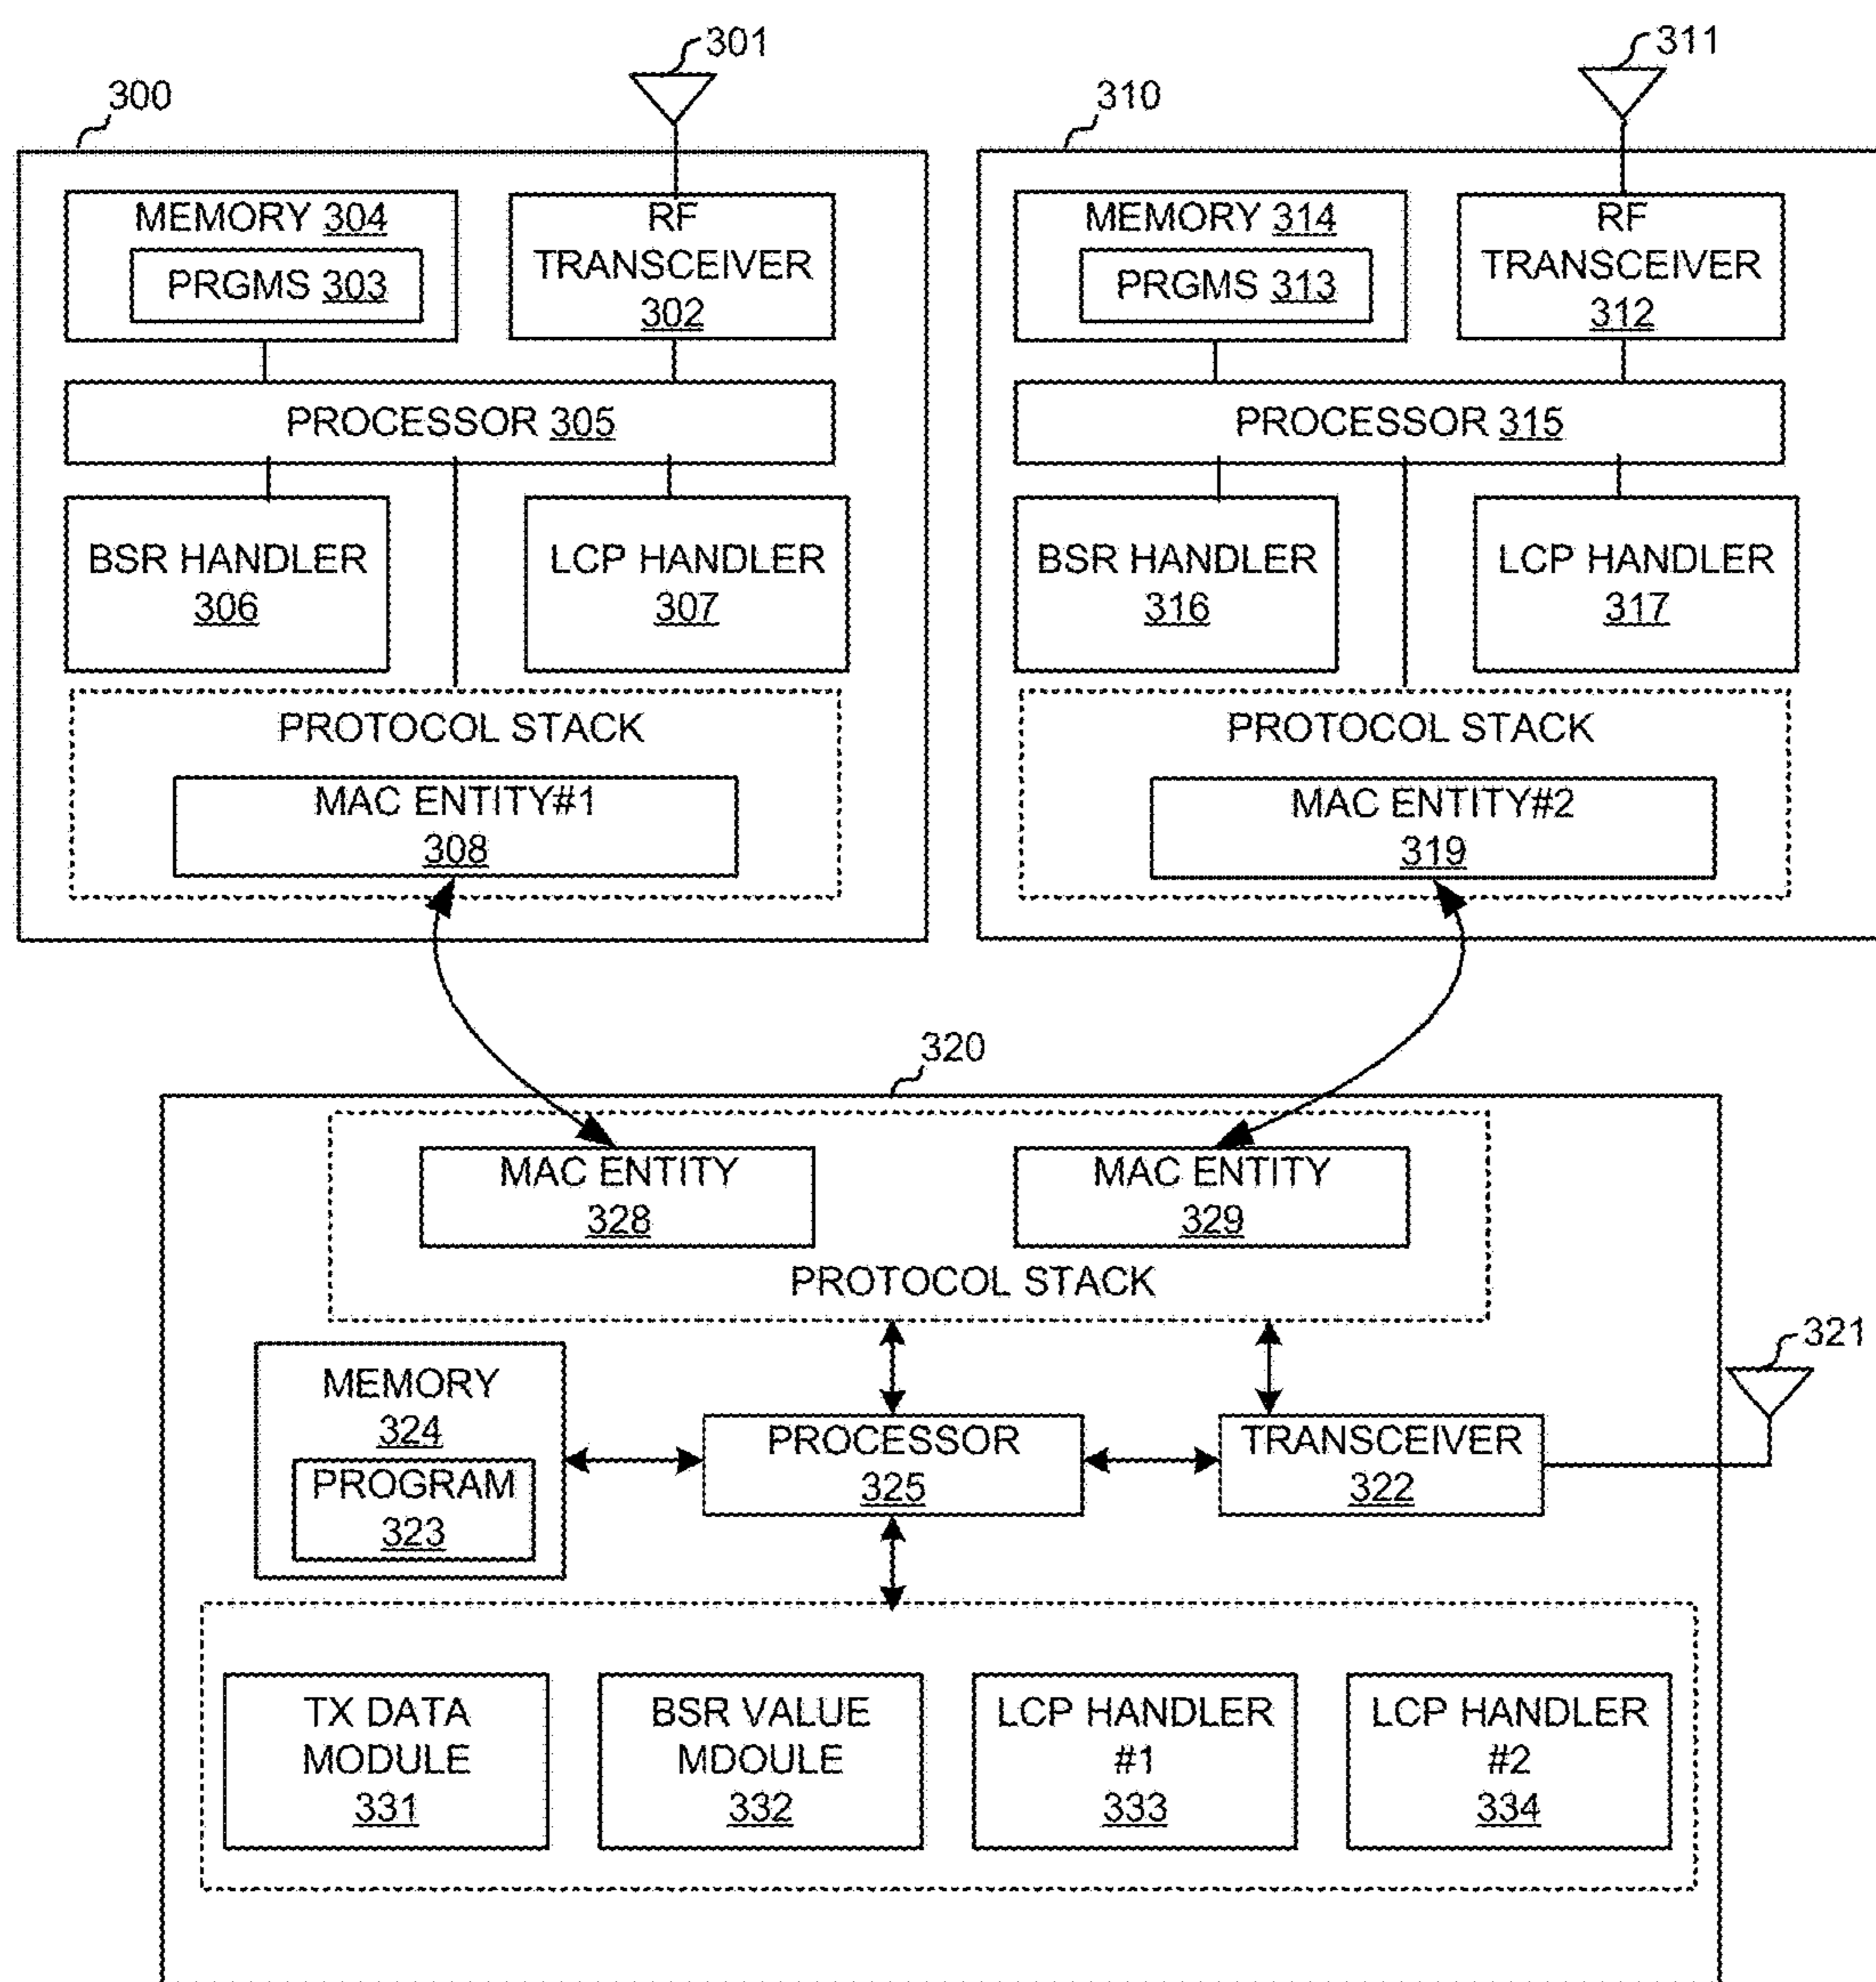 300
301
MEMORY 304
PRGMS 303
RF
TRANSCEIVER
302
PROCESSOR 305
BSR HANDLER
306
LCP HANDLER
307
PROTOCOL STACK
MAC ENTITY#1
308
310
311
MEMORY 314
PRGMS 313
RF
TRANSCEIVER
312
PROCESSOR 315
BSR HANDLER
316
LCP HANDLER
317
PROTOCOL STACK
MAC ENTITY#2
319
320
MAC ENTITY
328
MAC ENTITY
329
PROTOCOL STACK
MEMORY
324
PROGRAM
323
PROCESSOR
325
TRANSCEIVER
322
321
TX DATA
MODULE
331
BSR VALUE
MDOULE
332
LCP HANDLER
#1
333
LCP HANDLER
#2
334